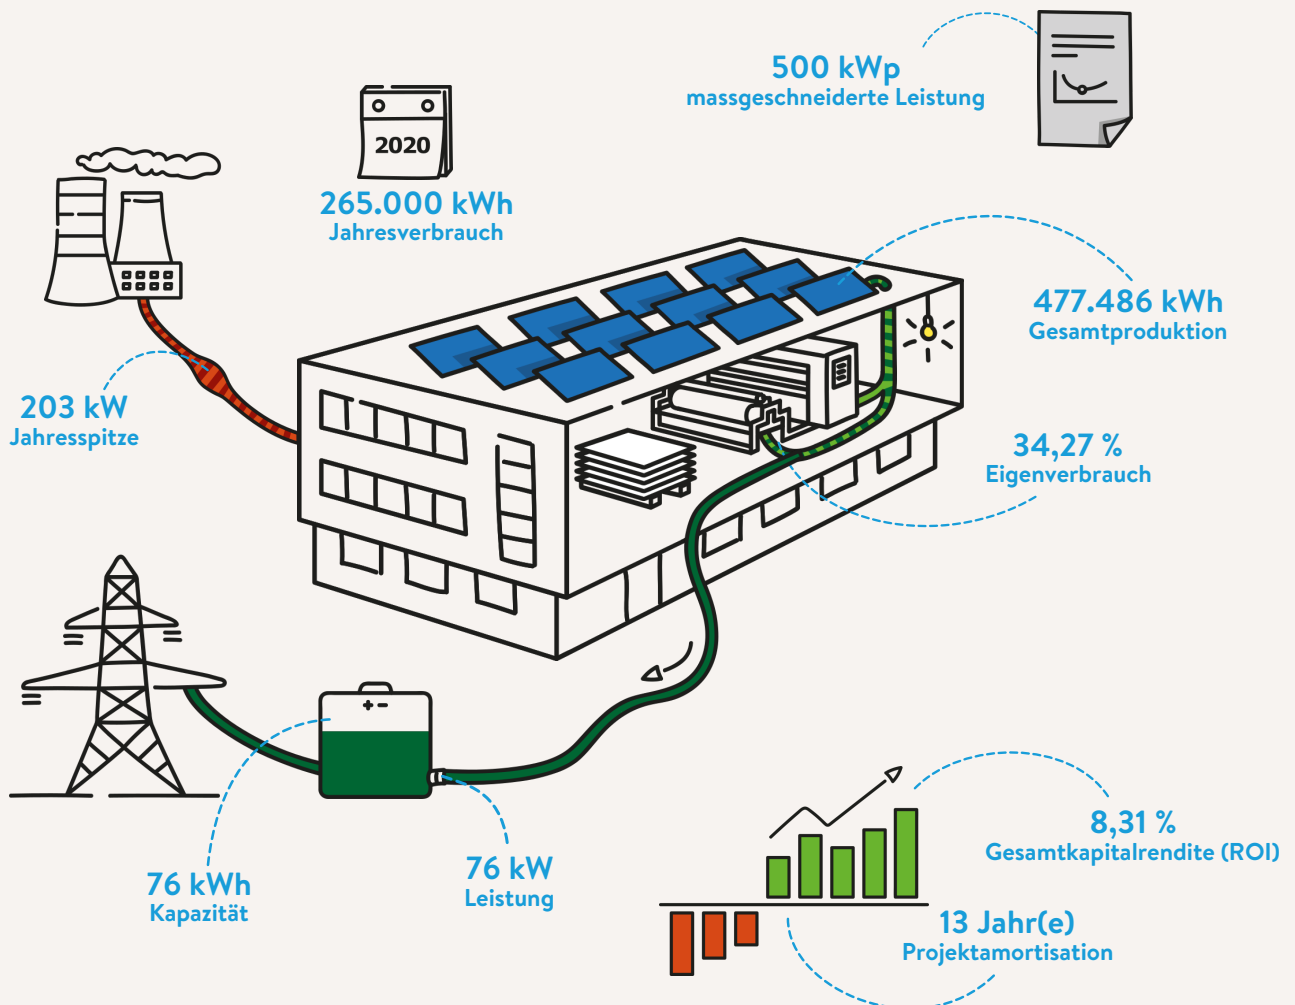 500 kWp
massgeschneiderte Leistung
2020
265.000 kWh
Jahresverbrauch
477.486 kWh
Gesamtproduktion
203 kW
Jahresspitze
34,27 %
Eigenverbrauch
+ -
76 kWh
Kapazität
76 kW
Leistung
8,31 %
Gesamtkapitalrendite (ROI)
13 Jahr(e)
Projektamortisation